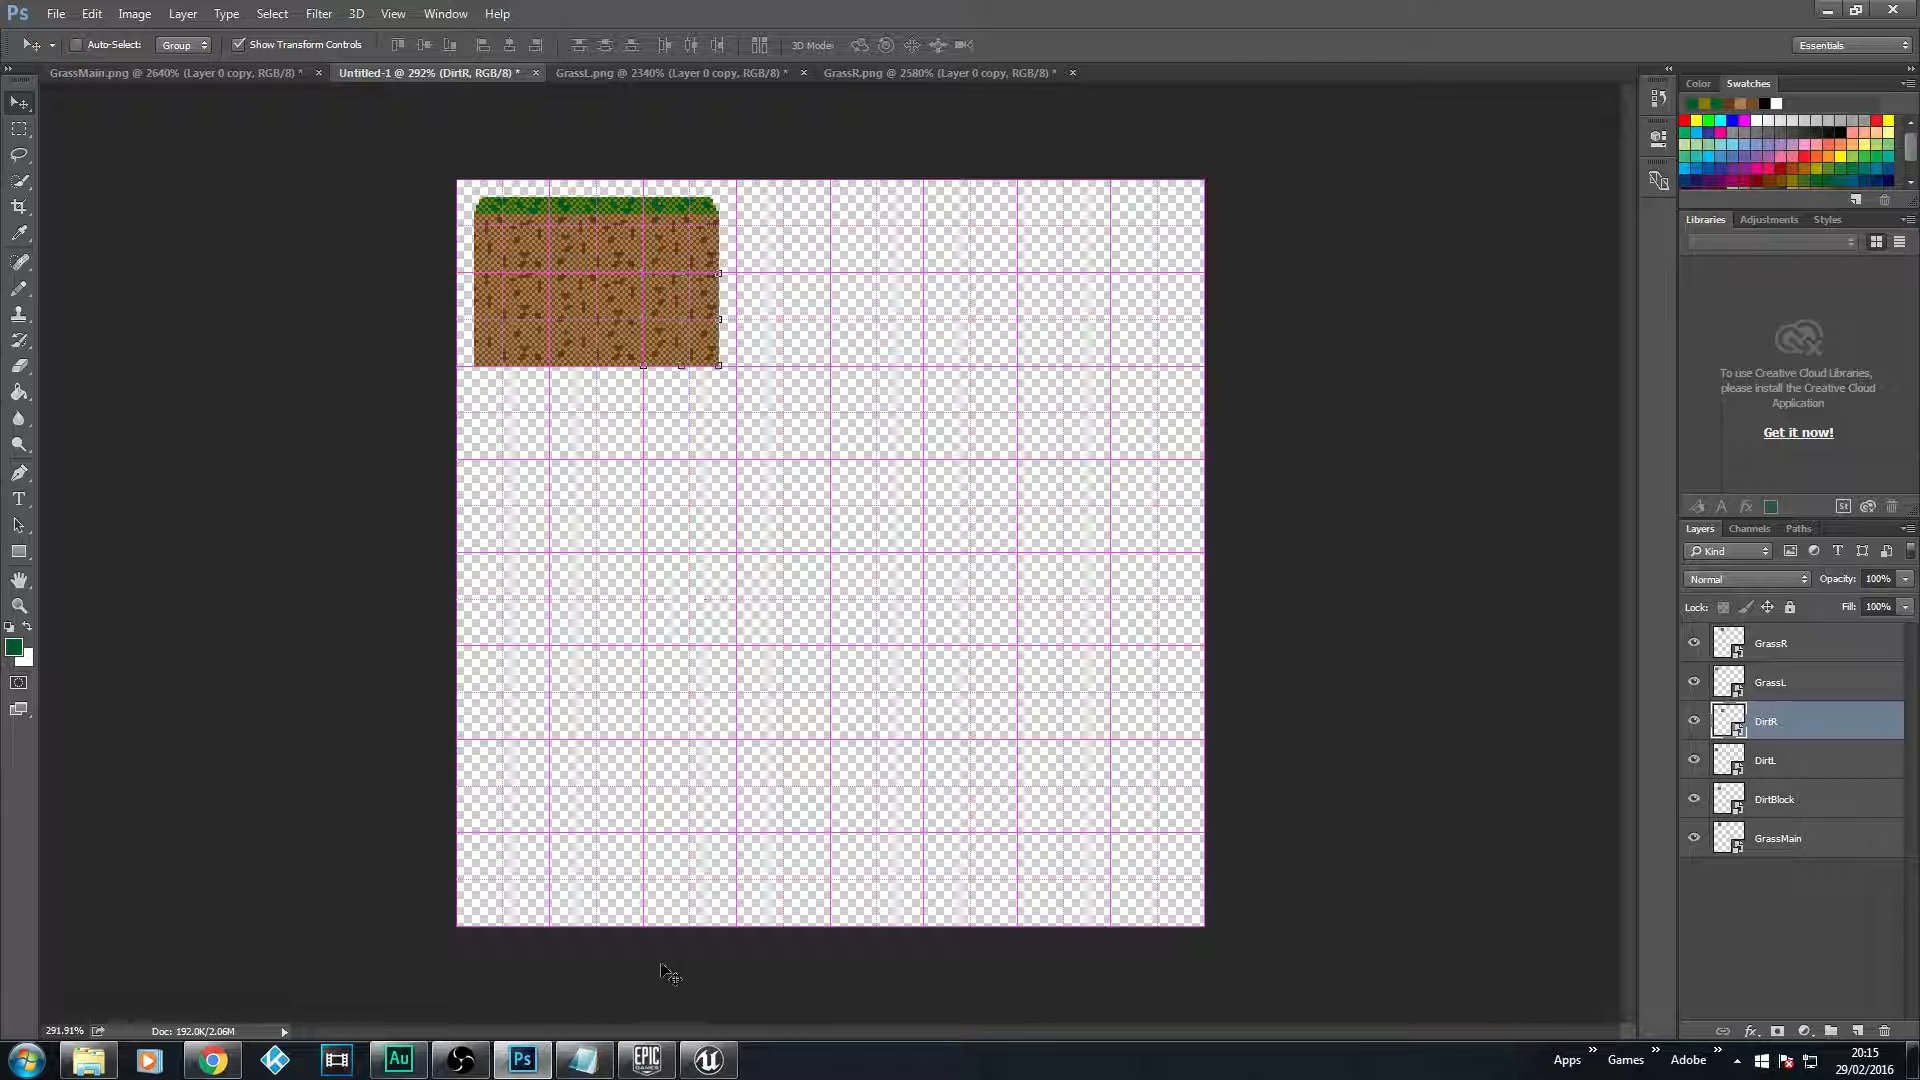 Ps File Edit Image Layer Type Select Filter 3D View Window Help
Auto-Select: Group Show Transform Controls 3D Mode: Essentials
GrassMain.png @ 2640% (Layer 0 copy, RGB/8) * × Untitled-1 @ 292% (DirtR, RGB/8) * × GrassL.png @ 2340% (Layer 0 copy, RGB/8) * × GrassR.png @ 2580% (Layer 0 copy, RGB/8) * ×
Color Swatches
Libraries Adjustments Styles
To use Creative Cloud Libraries,
please install the Creative Cloud
Application
Get it now!
St
Layers Channels Paths
Kind
Normal Opacity: 100%
Lock: Fill: 100%
GrassR
GrassL
DirtR
DirtL
DirtBlock
GrassMain
291.91% Doc: 192.0K/2.06M
Au Ps EPIC GAMES Apps » Games » Adobe » 20:15
29/02/2016